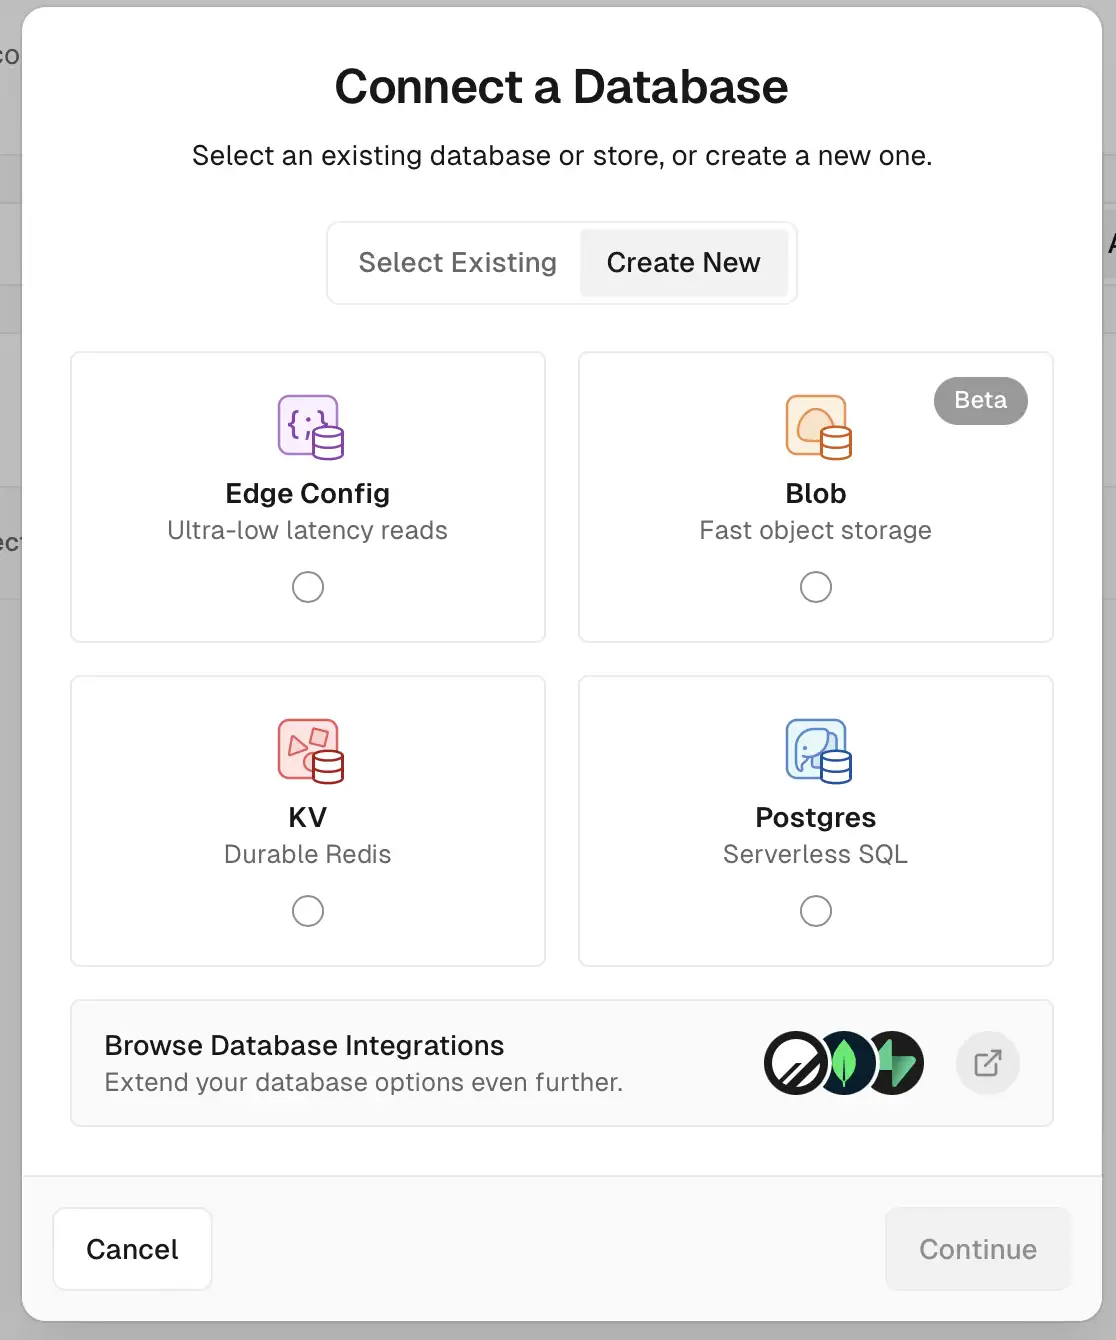 Connect a Database
Select an existing database or store, or create a new one.
Select Existing
Create New
Edge Config
Ultra-low latency reads
Beta
Blob
Fast object storage
KV
Durable Redis
Postgres
Serverless SQL
Browse Database Integrations
Extend your database options even further.
Cancel
Continue